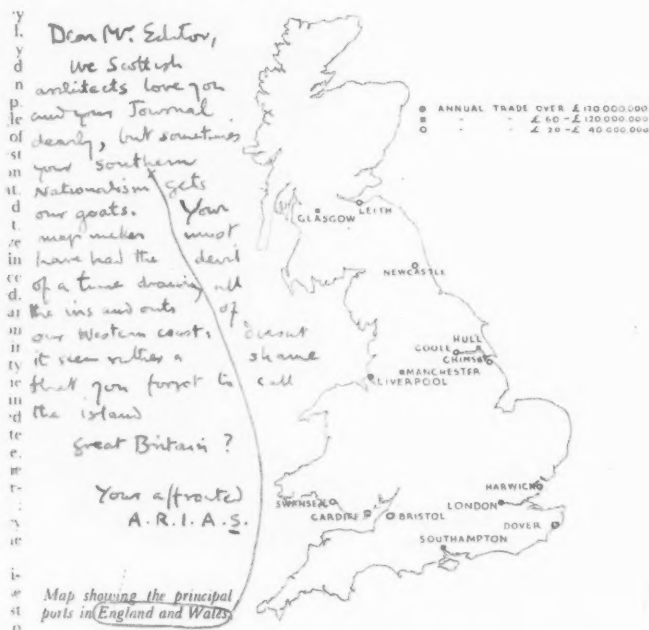 Dear Mr. Editor,
We Scottish
architects love you
and your Journal
dearly, but sometimes
your southern
Nationalism gets
our goats. Your
map maker must
have had the devil
of a time drawing all
the ins and outs of
our Western coast. doesnt
it seem rather a shame
that you forgot to call
the island
Great Britain?
Your affronted
A.R.I.A.S.
Map showing the principal
ports in England and Wales
ANNUAL TRADE OVER £120.000.000
" " £60 - £120.000.000
" " £20 - £40.000.000
GLASGOW
LEITH
NEWCASTLE
HULL
GOOLE
GRIMSBY
MANCHESTER
LIVERPOOL
HARWICH
SWANSEA
LONDON
CARDIFF
BRISTOL
DOVER
SOUTHAMPTON